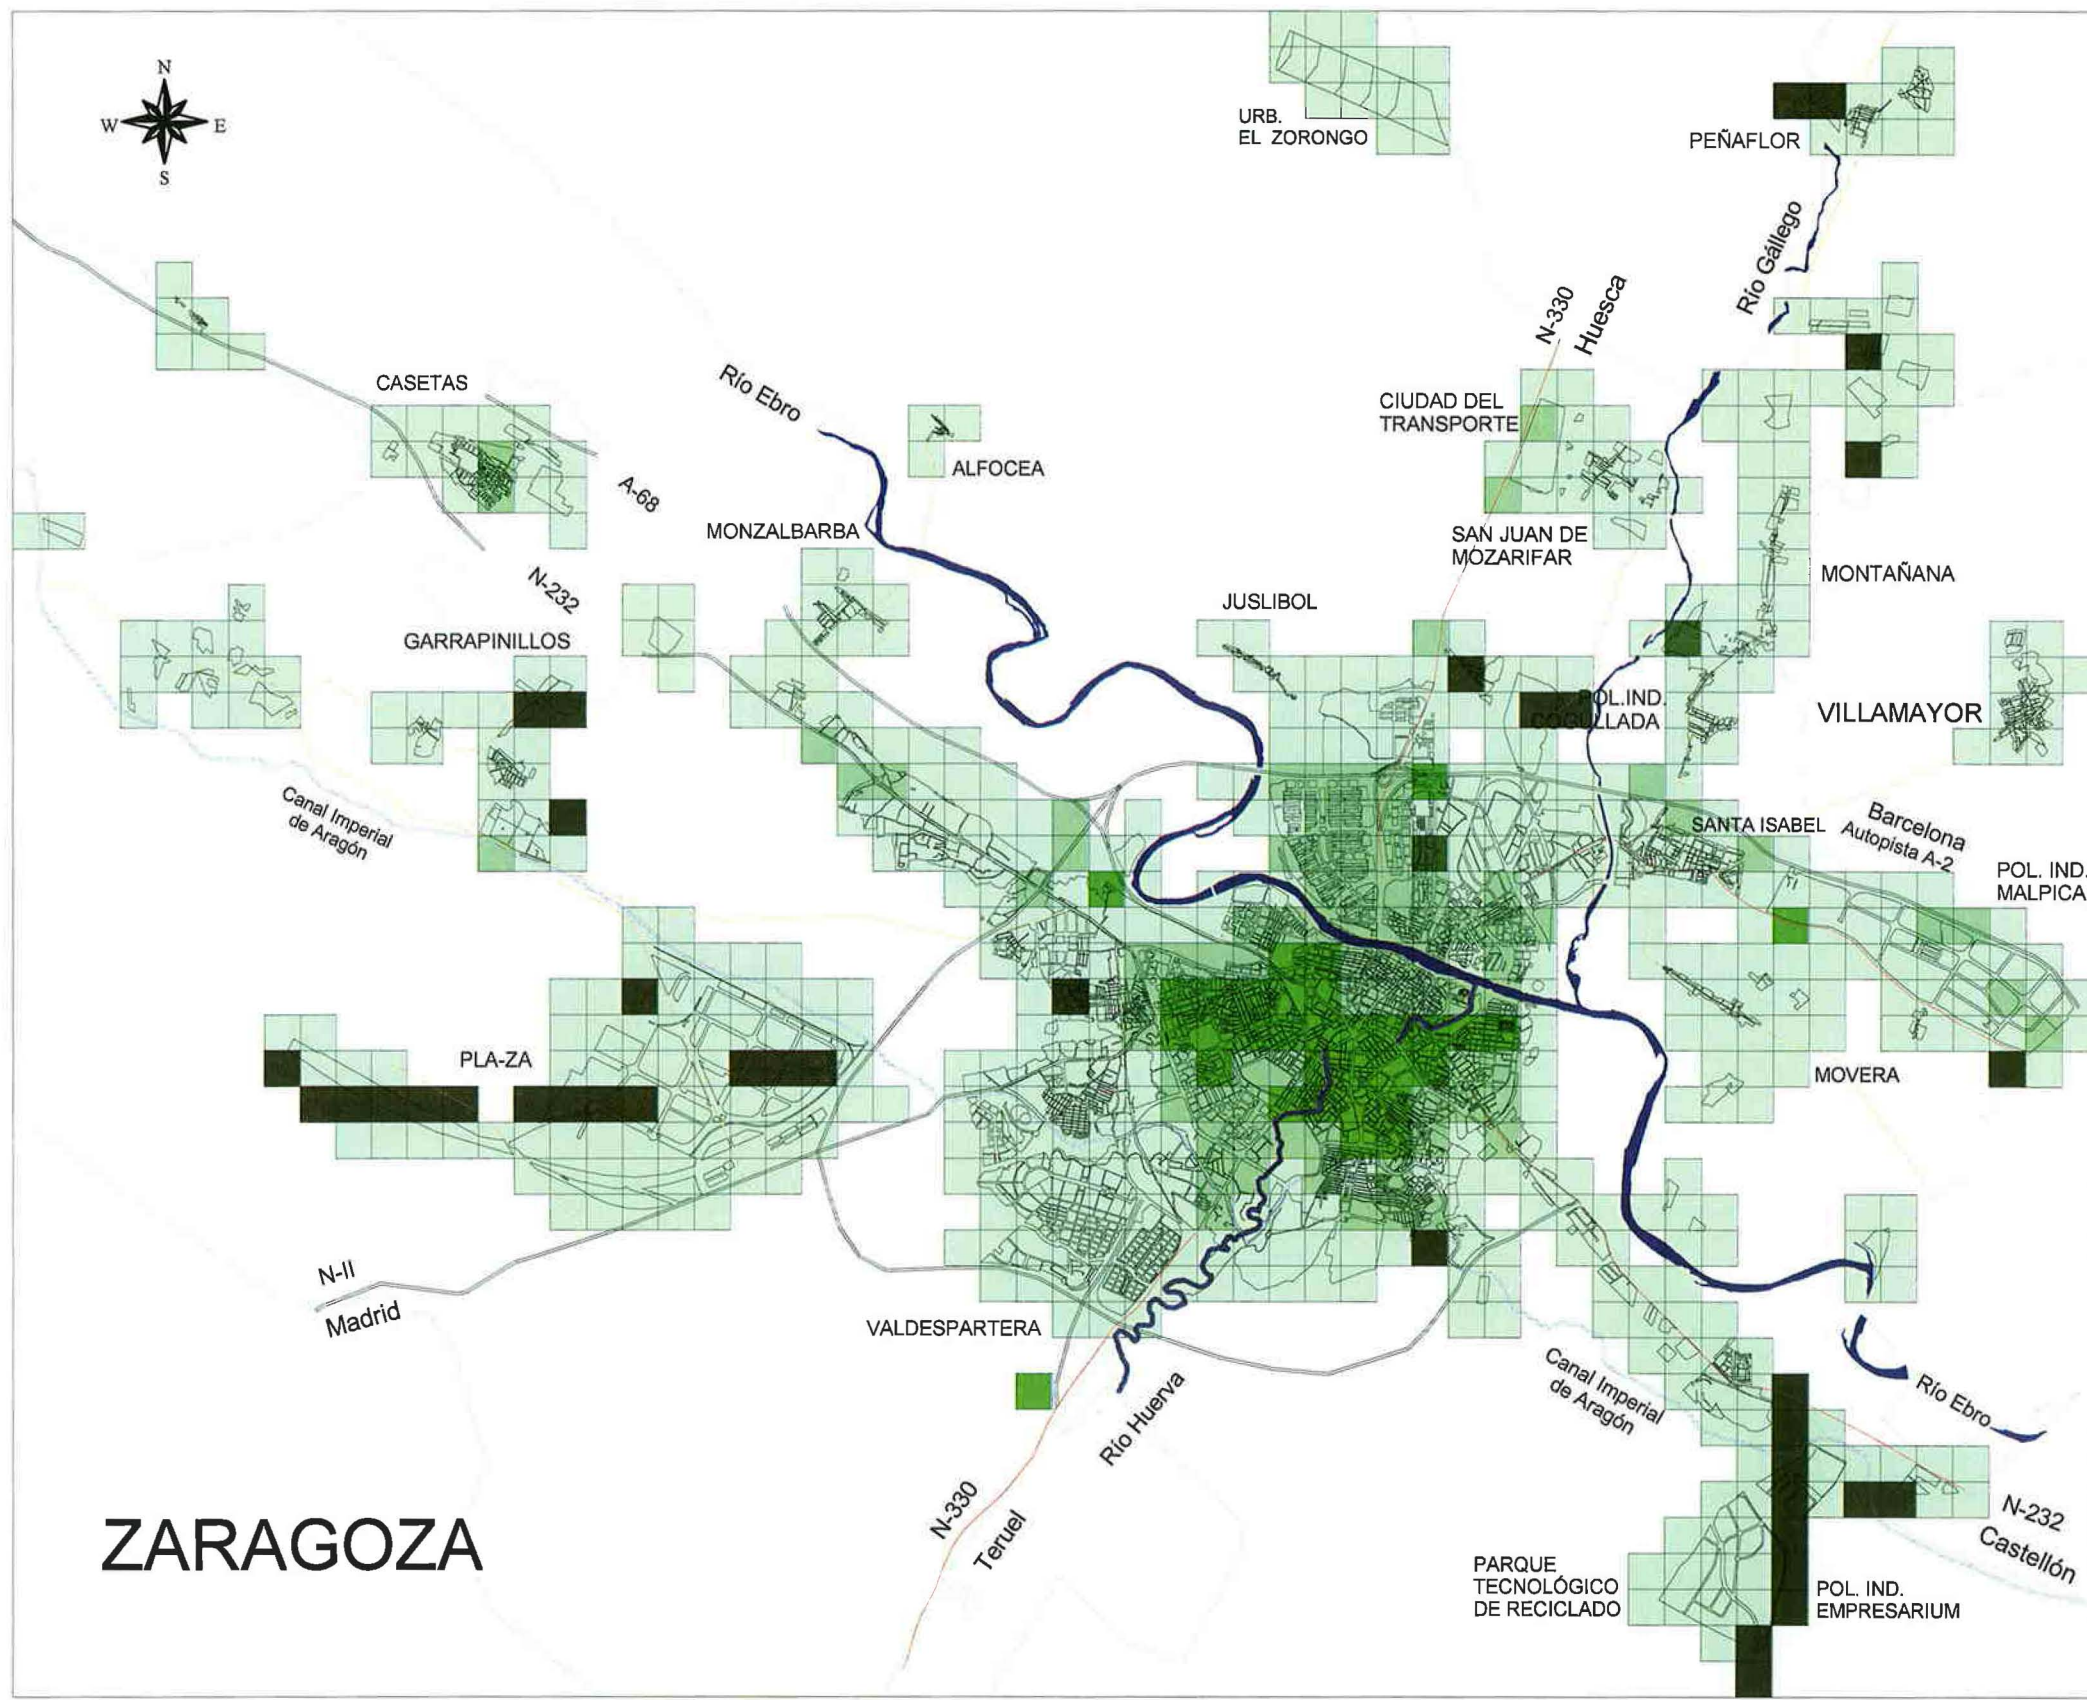 N
W E
S
URB.
EL ZORONGO
PEÑAFLOR
Río Gállego
N-330
Huesca
CASETAS
Río Ebro
CIUDAD DEL
TRANSPORTE
ALFOCEA
A-68
MONZALBARBA
SAN JUAN DE
MOZARIFAR
MONTAÑANA
N-232
JUSLIBOL
GARRAPINILLOS
POL.IND.
COGULLADA
VILLAMAYOR
Canal Imperial
de Aragón
SANTA ISABEL
Barcelona
Autopista A-2
POL. IND.
MALPICA
PLA-ZA
MOVERA
N-II
Madrid
VALDESPARTERA
Río Huerva
Canal Imperial
de Aragón
Río Ebro
N-330
Teruel
N-232
Castellón
ZARAGOZA
PARQUE
TECNOLÓGICO
DE RECICLADO
POL. IND.
EMPRESARIUM